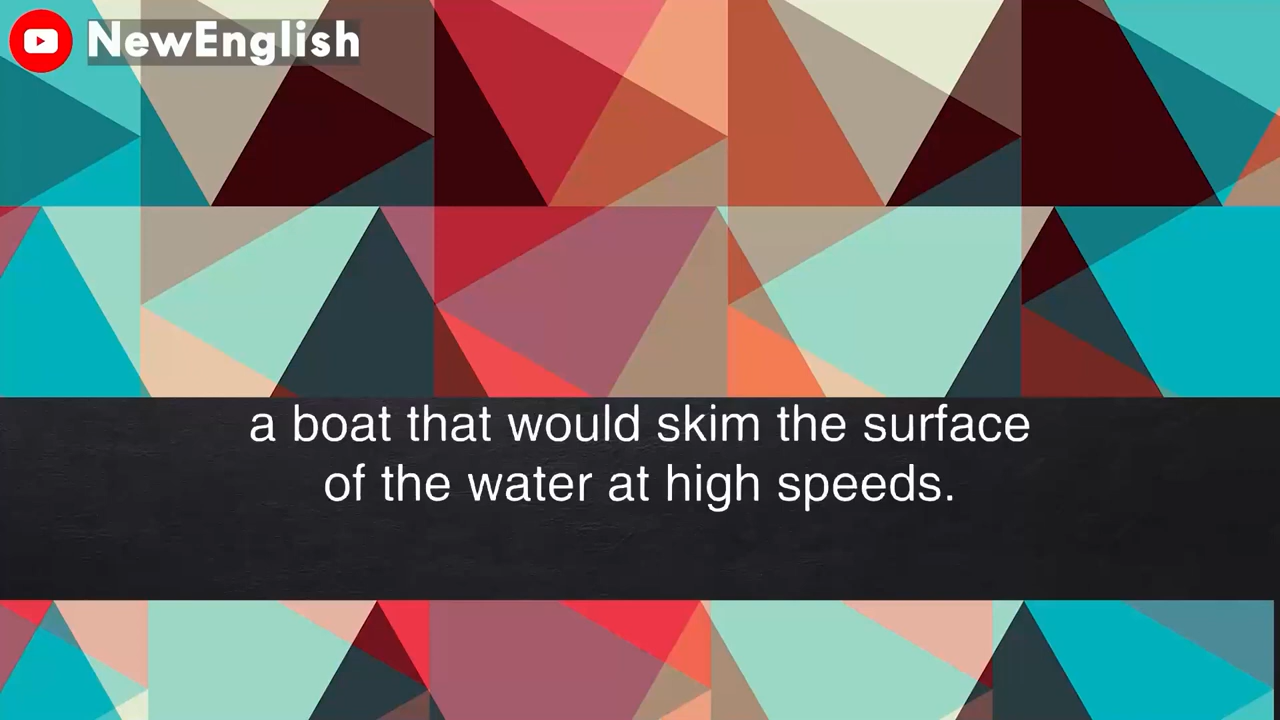 NewEnglish
a boat that would skim the surface
of the water at high speeds.